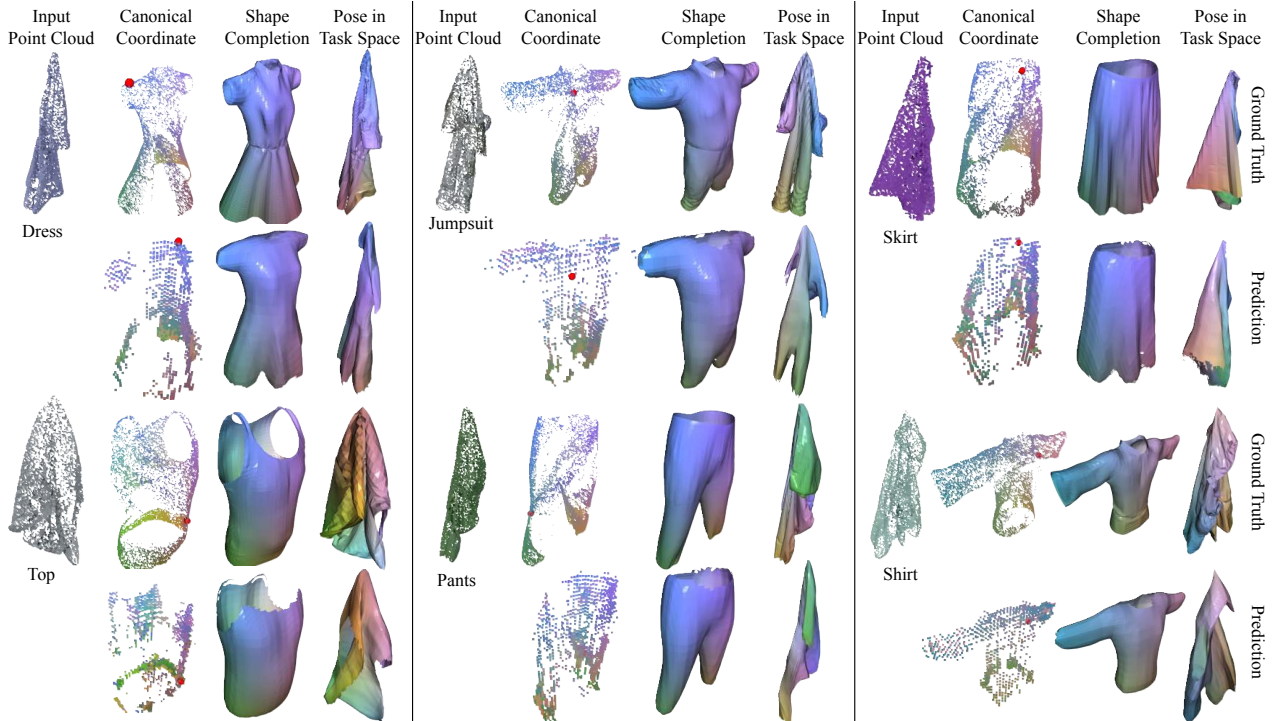 Input
Point Cloud
Canonical
Coordinate
Shape
Completion
Pose in
Task Space
Input
Point Cloud
Canonical
Coordinate
Shape
Completion
Pose in
Task Space
Input
Point Cloud
Canonical
Coordinate
Shape
Completion
Pose in
Task Space
Ground Truth
Dress
Jumpsuit
Skirt
Prediction
Ground Truth
Top
Pants
Shirt
Prediction